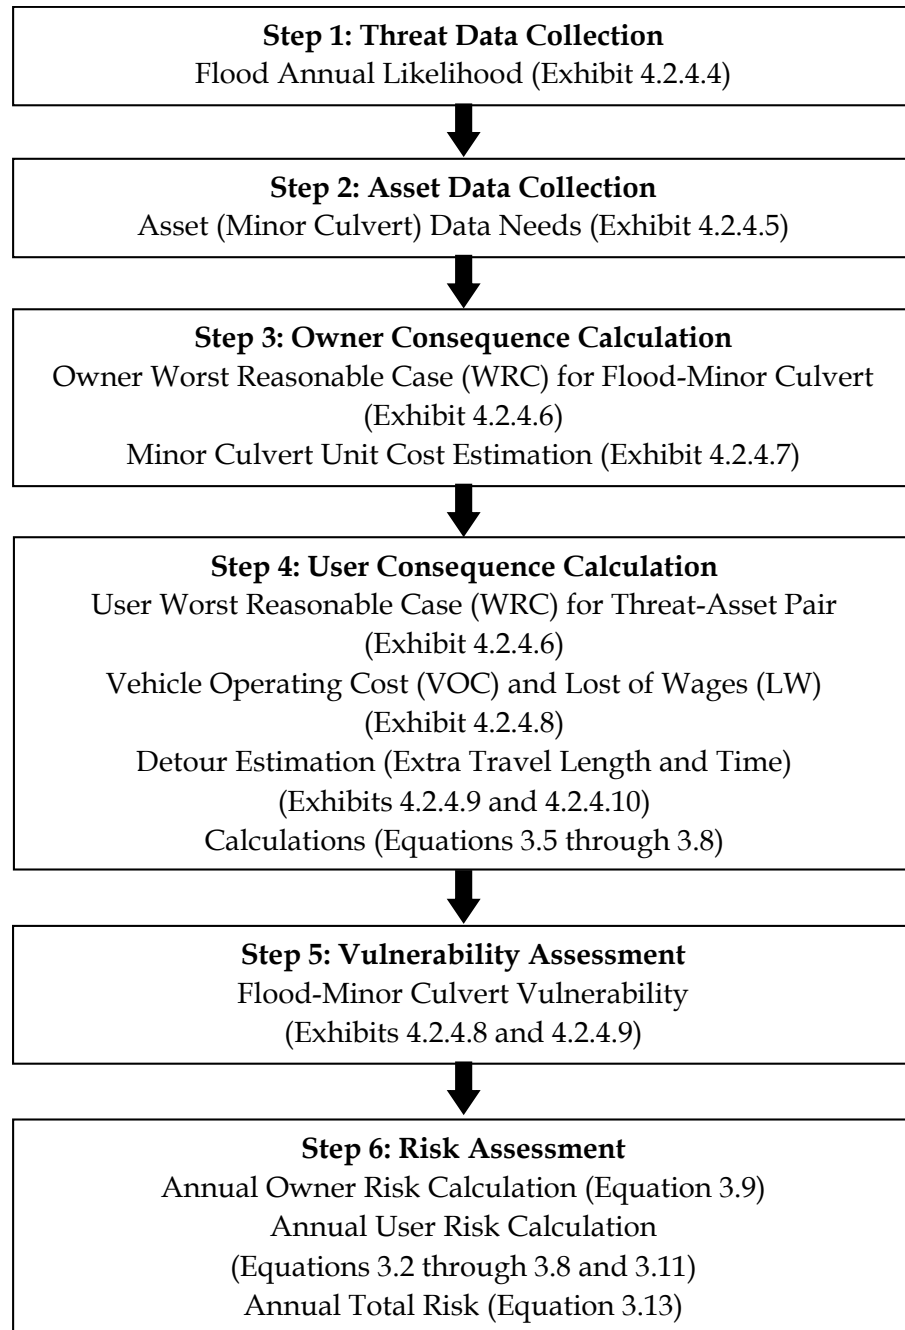 Step 1: Threat Data Collection
Flood Annual Likelihood (Exhibit 4.2.4.4)
Step 2: Asset Data Collection
Asset (Minor Culvert) Data Needs (Exhibit 4.2.4.5)
Step 3: Owner Consequence Calculation
Owner Worst Reasonable Case (WRC) for Flood-Minor Culvert
(Exhibit 4.2.4.6)
Minor Culvert Unit Cost Estimation (Exhibit 4.2.4.7)
Step 4: User Consequence Calculation
User Worst Reasonable Case (WRC) for Threat-Asset Pair
(Exhibit 4.2.4.6)
Vehicle Operating Cost (VOC) and Lost of Wages (LW)
(Exhibit 4.2.4.8)
Detour Estimation (Extra Travel Length and Time)
(Exhibits 4.2.4.9 and 4.2.4.10)
Calculations (Equations 3.5 through 3.8)
Step 5: Vulnerability Assessment
Flood-Minor Culvert Vulnerability
(Exhibits 4.2.4.8 and 4.2.4.9)
Step 6: Risk Assessment
Annual Owner Risk Calculation (Equation 3.9)
Annual User Risk Calculation
(Equations 3.2 through 3.8 and 3.11)
Annual Total Risk (Equation 3.13)